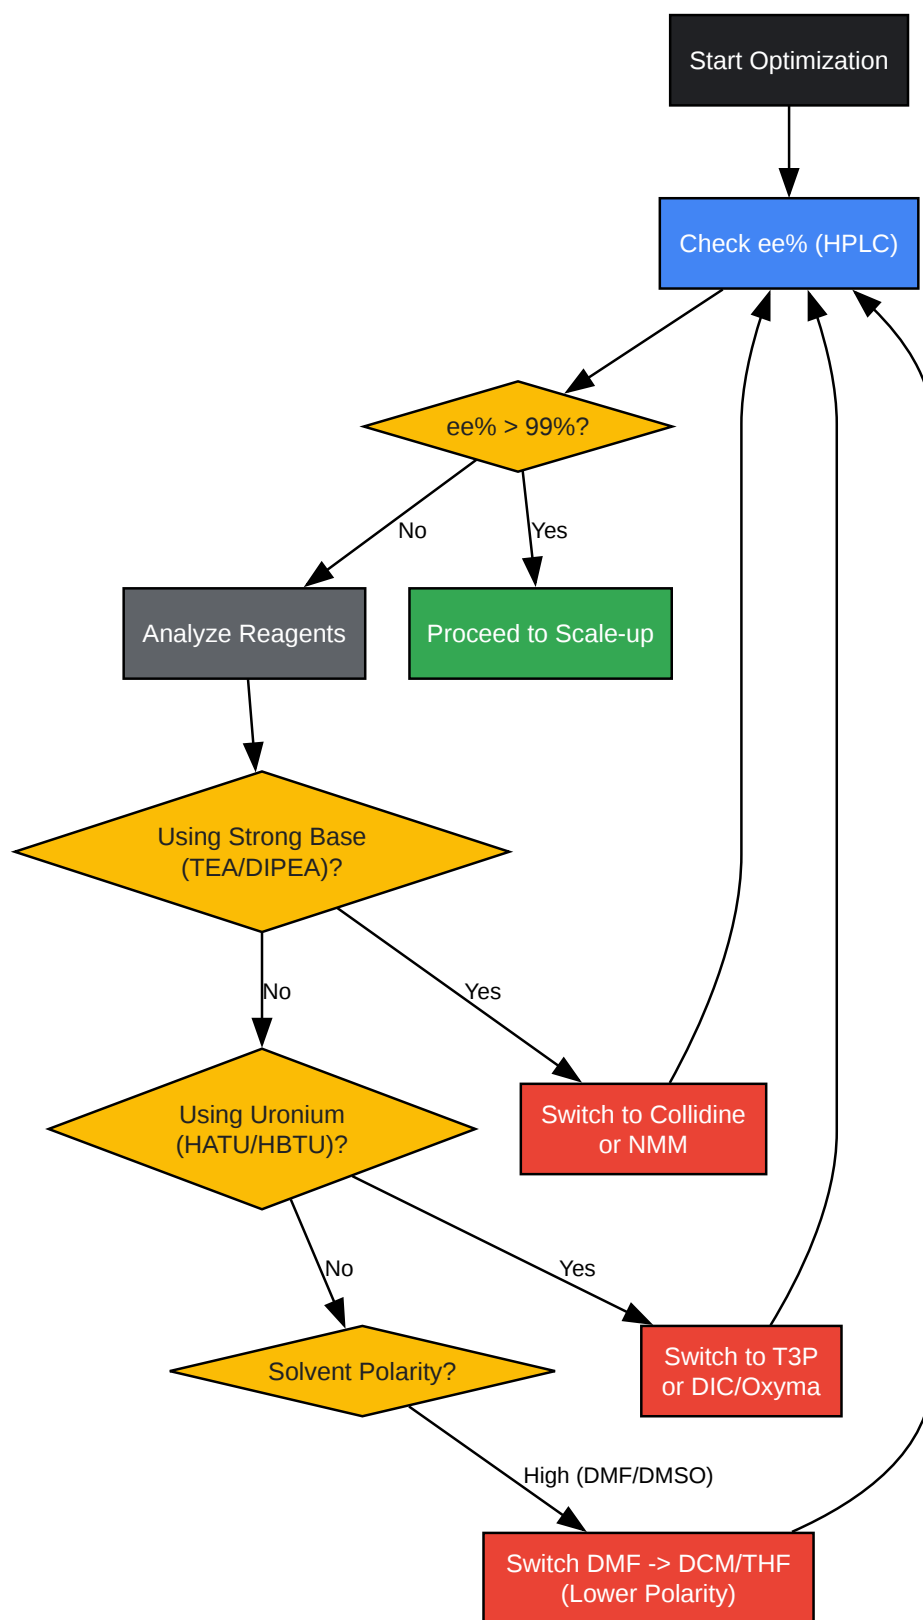 Start Optimization
Check ee% (HPLC)
ee% > 99%?
No
Yes
Analyze Reagents
Proceed to Scale-up
Using Strong Base
(TEA/DIPEA)?
No
Yes
Using Uronium
(HATU/HBTU)?
Switch to Collidine
or NMM
No
Yes
Solvent Polarity?
Switch to T3P
or DIC/Oxyma
High (DMF/DMSO)
Switch DMF -> DCM/THF
(Lower Polarity)